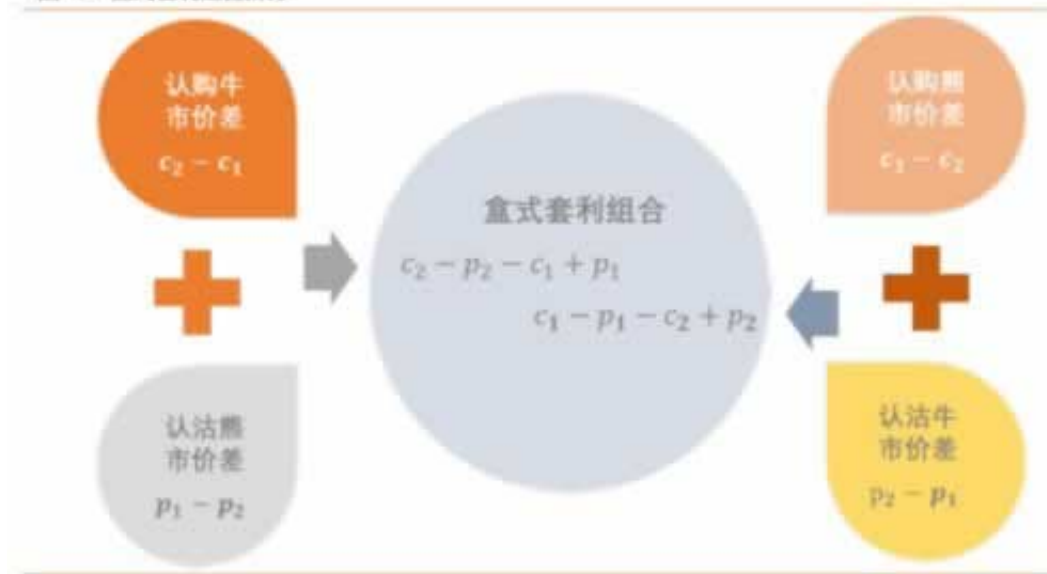 认购牛
市价差
c₂ − c₁
认沽熊
市价差
p₁ − p₂
盒式套利组合
c₂ − p₂ − c₁ + p₁
c₁ − p₁ − c₂ + p₂
认购熊
市价差
c₁ − c₂
认沽牛
市价差
p₂ − p₁